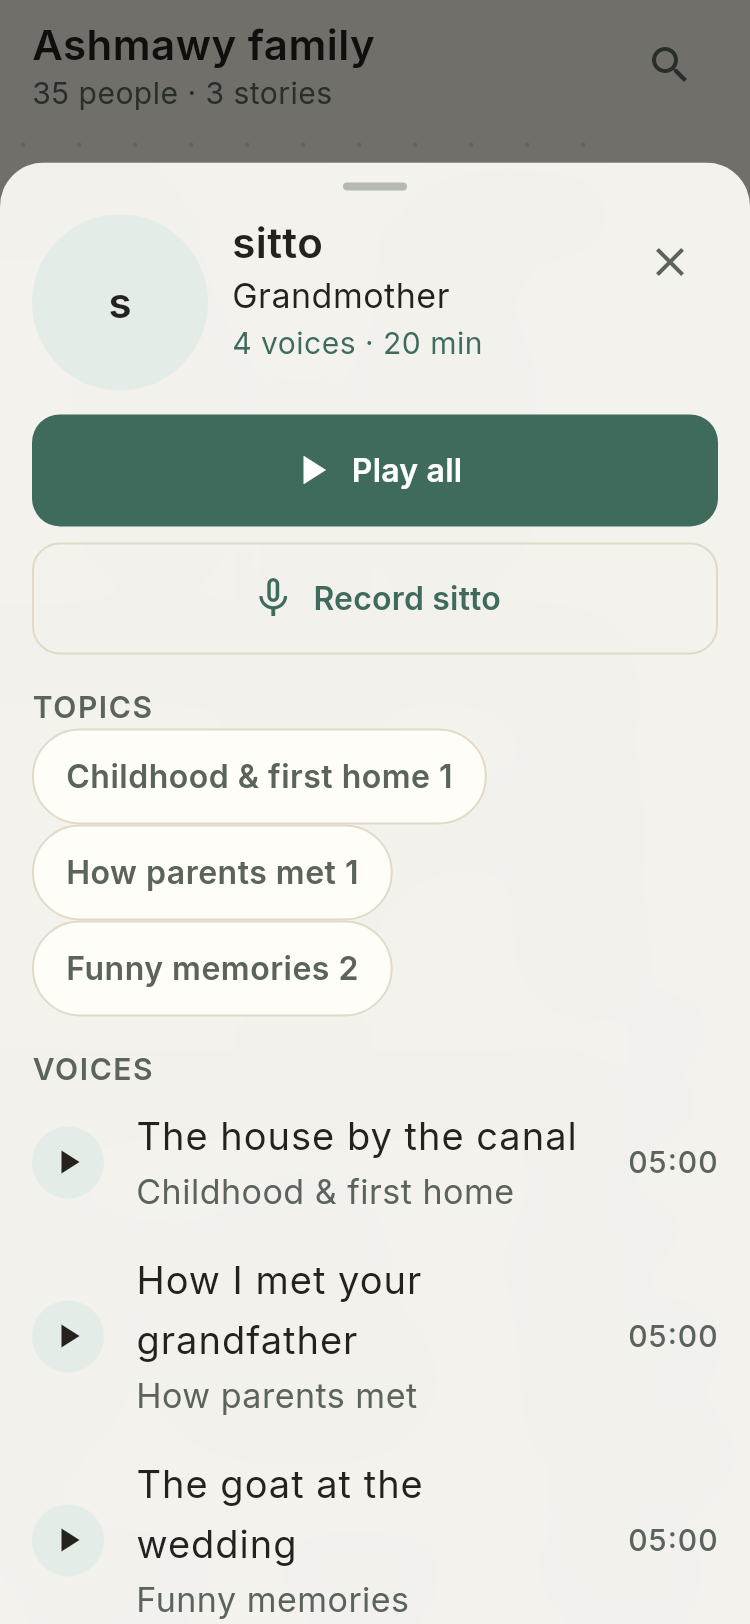 Ashmawy family
35 people · 3 stories
s
sitto
Grandmother
4 voices · 20 min
Play all
Record sitto
TOPICS
Childhood & first home 1
How parents met 1
Funny memories 2
VOICES
The house by the canal
Childhood & first home
05:00
How I met your
grandfather
How parents met
05:00
The goat at the
wedding
Funny memories
05:00